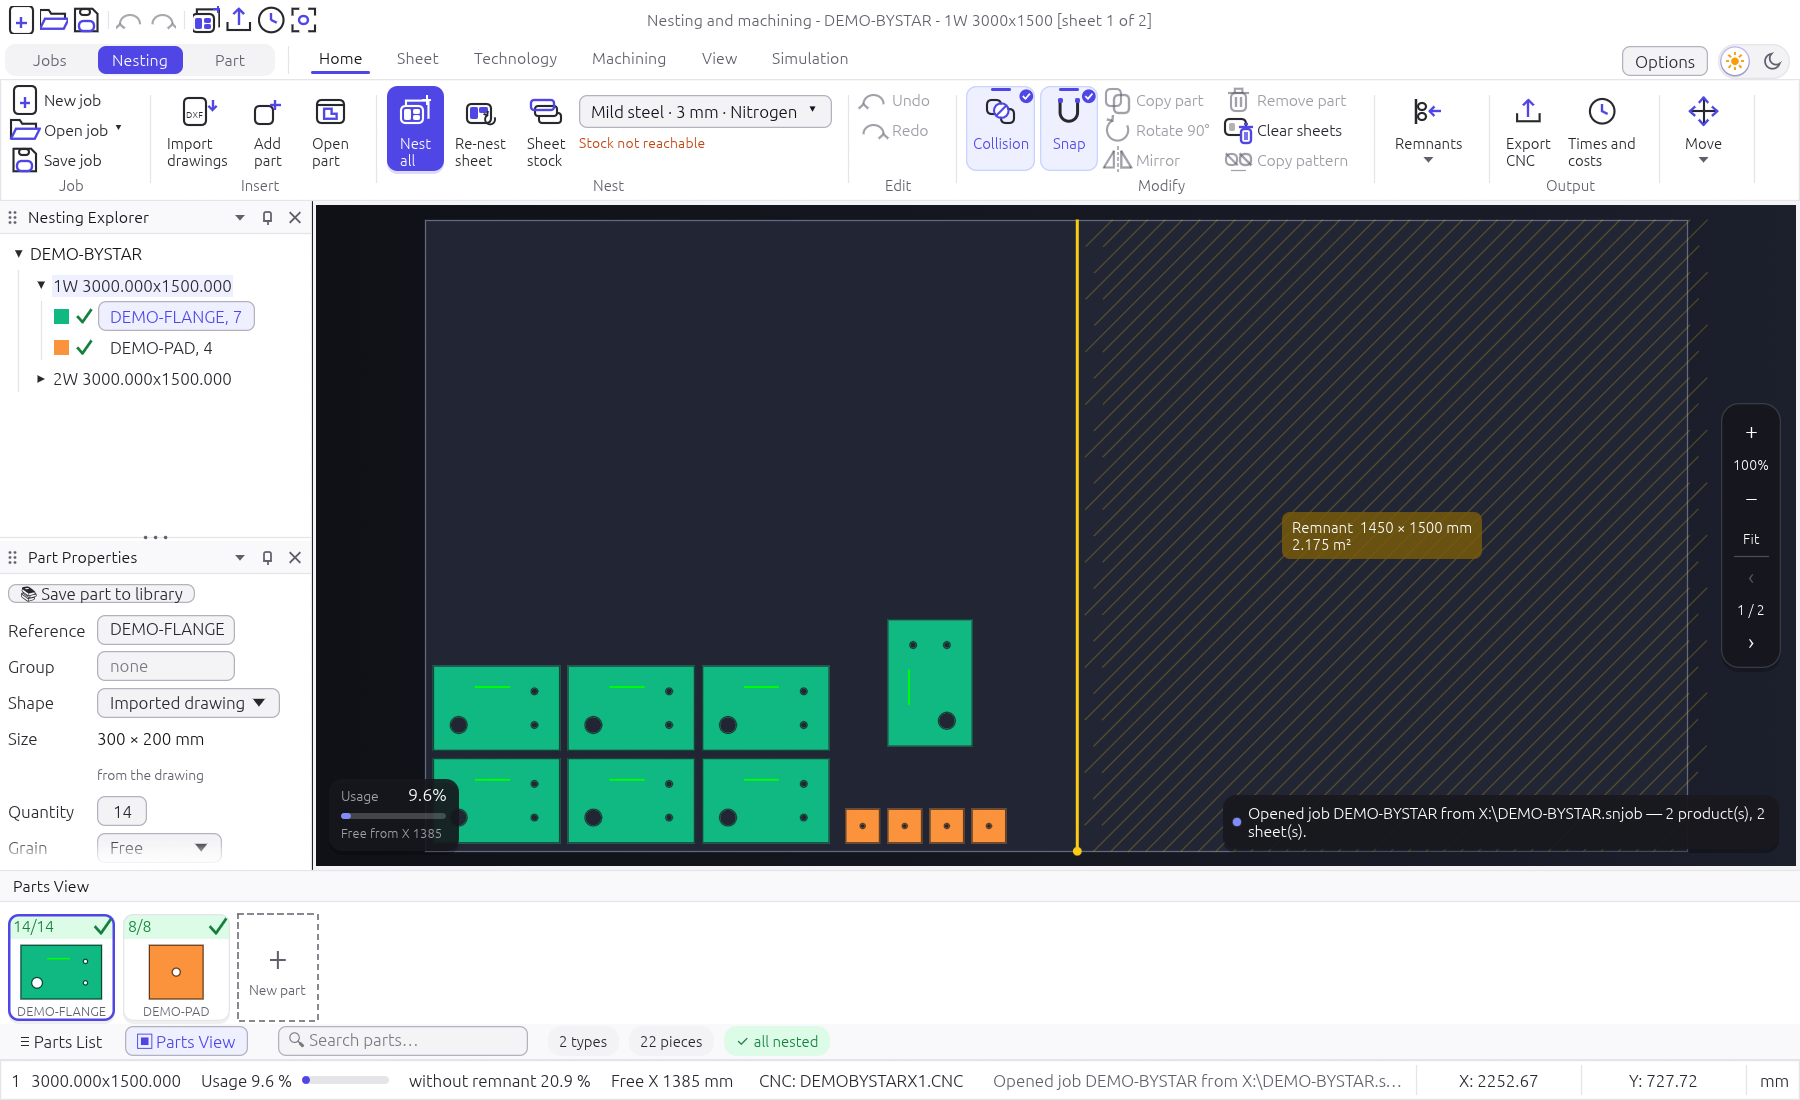 Nesting and machining - DEMO-BYSTAR - 1W 3000x1500 [sheet 1 of 2]
Jobs
Nesting
Part
Home
Sheet
Technology
Machining
View
Simulation
Options
New job
Open job
Save job
Job
DXF
Import drawings
Add part
Open part
Insert
Nest all
Re-nest sheet
Sheet stock
Mild steel · 3 mm · Nitrogen
Stock not reachable
Nest
Undo
Redo
Edit
Collision
Snap
Copy part
Rotate 90°
Mirror
Remove part
Clear sheets
Copy pattern
Modify
Remnants
Export CNC
Times and costs
Output
Move
Nesting Explorer
DEMO-BYSTAR
1W 3000.000x1500.000
DEMO-FLANGE, 7
DEMO-PAD, 4
2W 3000.000x1500.000
Part Properties
Save part to library
Reference DEMO-FLANGE
Group none
Shape Imported drawing
Size 300 × 200 mm
from the drawing
Quantity 14
Grain Free
Remnant 1450 × 1500 mm
2.175 m²
+
100%
−
Fit
‹
1 / 2
›
Usage 9.6%
Free from X 1385
Opened job DEMO-BYSTAR from X:\DEMO-BYSTAR.snjob — 2 product(s), 2
sheet(s).
Parts View
14/14
DEMO-FLANGE
8/8
DEMO-PAD
+
New part
Parts List
Parts View
Search parts…
2 types
22 pieces
✓ all nested
1 3000.000x1500.000
Usage 9.6 %
without remnant 20.9 %
Free X 1385 mm
CNC: DEMOBYSTARX1.CNC
Opened job DEMO-BYSTAR from X:\DEMO-BYSTAR.s…
X: 2252.67
Y: 727.72
mm